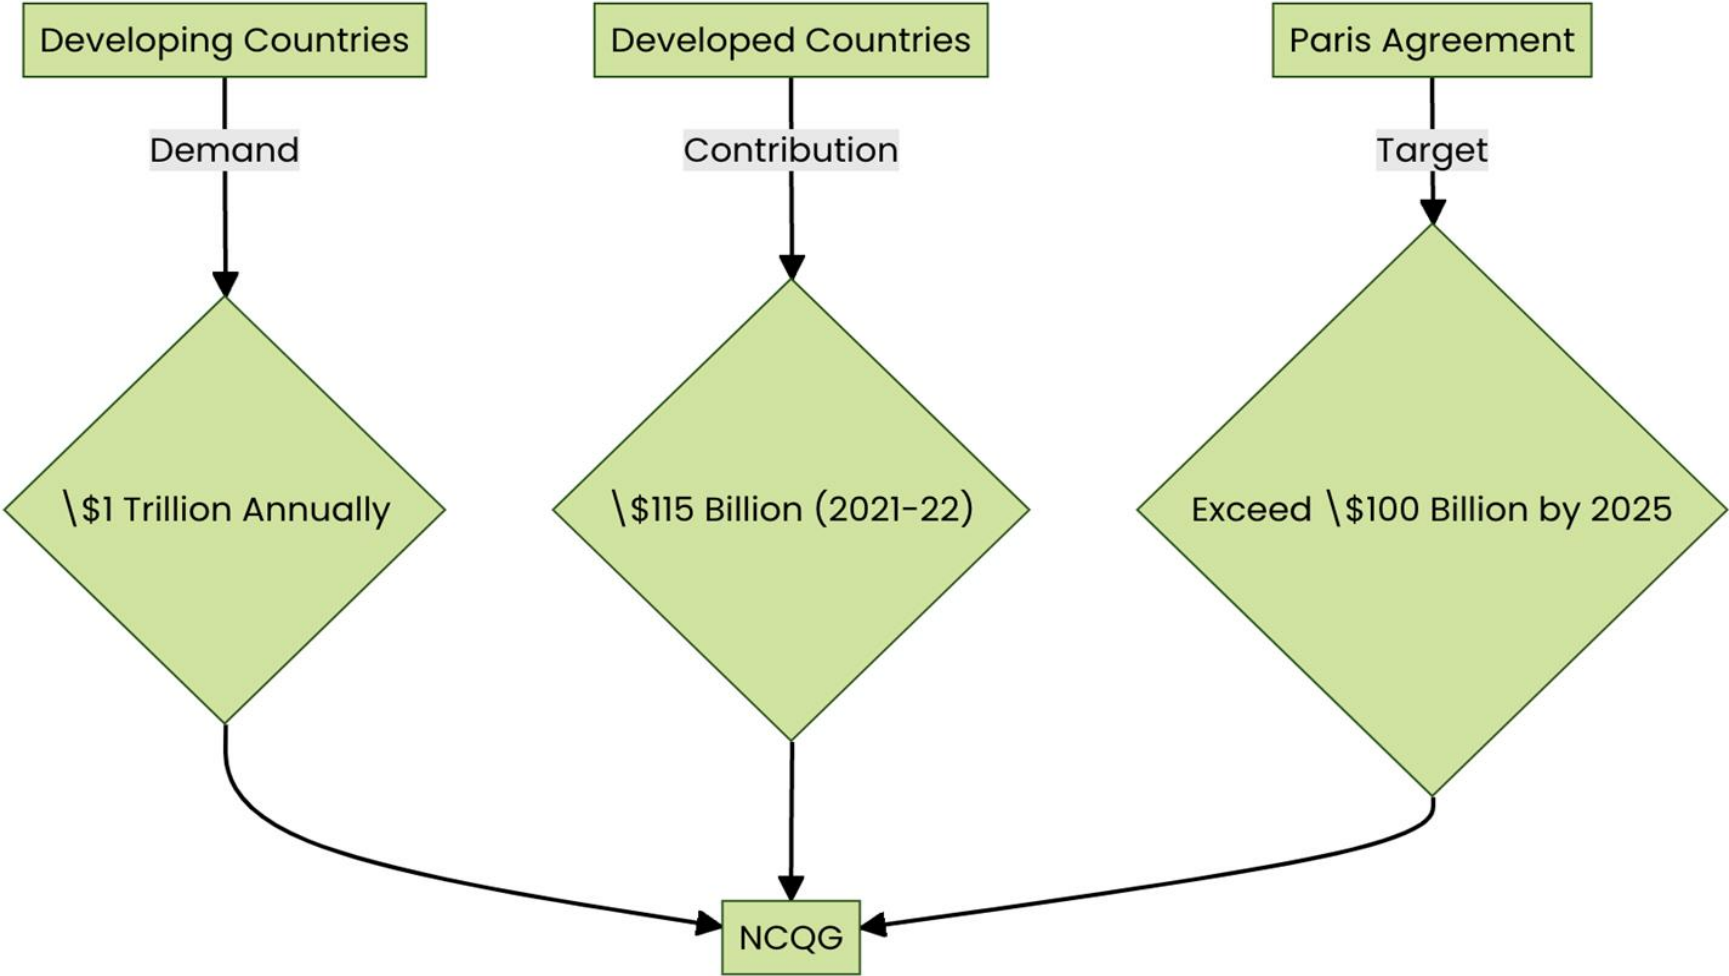 Developing Countries
Developed Countries
Paris Agreement
Demand
Contribution
Target
\$1 Trillion Annually
\$115 Billion (2021-22)
Exceed \$100 Billion by 2025
NCQG